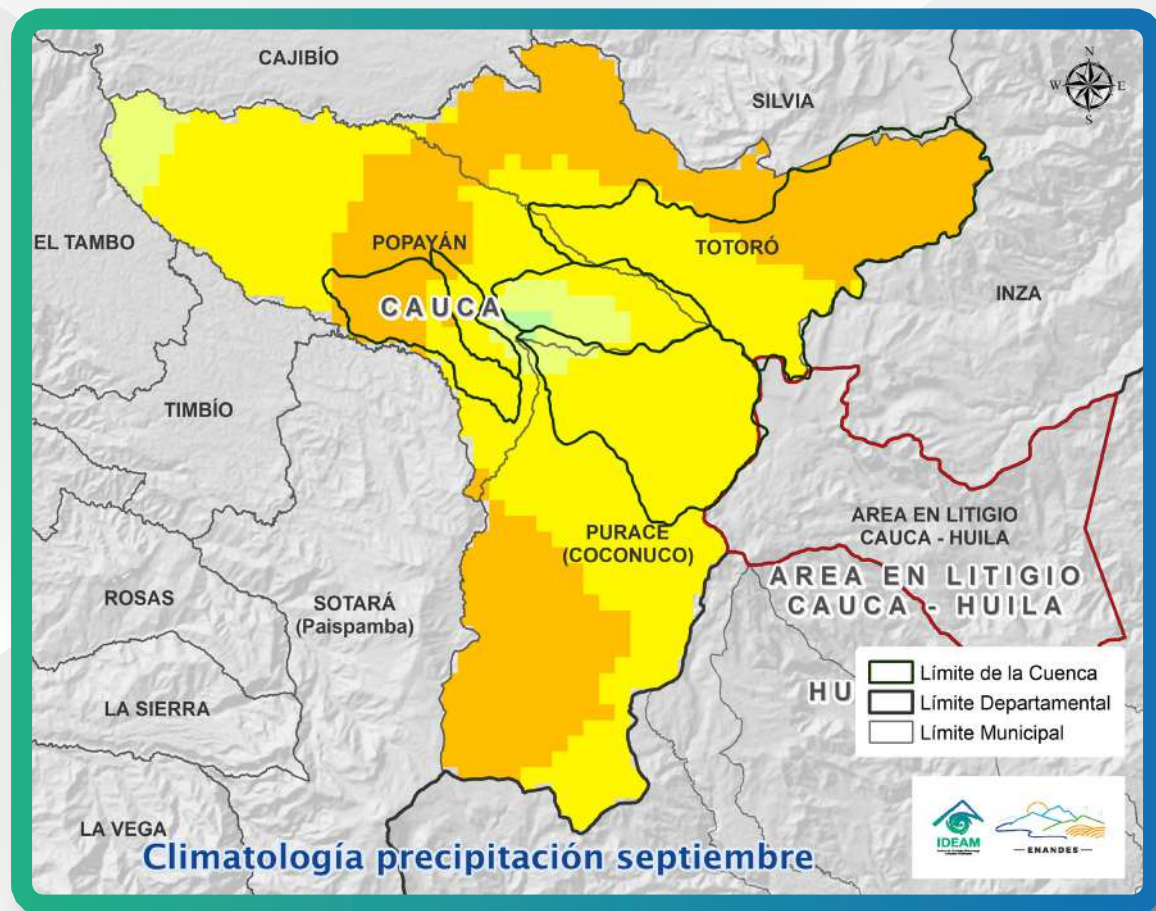 CAJIBÍO
SILVIA
N
W
E
S
EL TAMBO
POPAYÁN
TOTORÓ
INZA
CAUCA
TIMBÍO
AREA EN LITIGIO
CAUCA - HUILA
PURACE
(COCONUCO)
AREA EN LITIGIO
CAUCA - HUILA
ROSAS
SOTARÁ
(Paispamba)
LA SIERRA
HU
Límite de la Cuenca
Límite Departamental
Límite Municipal
LA VEGA
Climatología precipitación septiembre
IDEAM
ENANDES